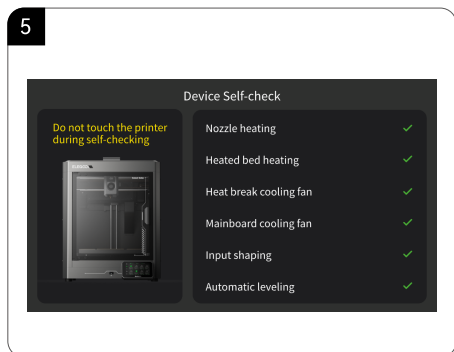 5
Device Self-check
Do not touch the printer
during self-checking
Nozzle heating
Heated bed heating
Heat break cooling fan
Mainboard cooling fan
Input shaping
Automatic leveling